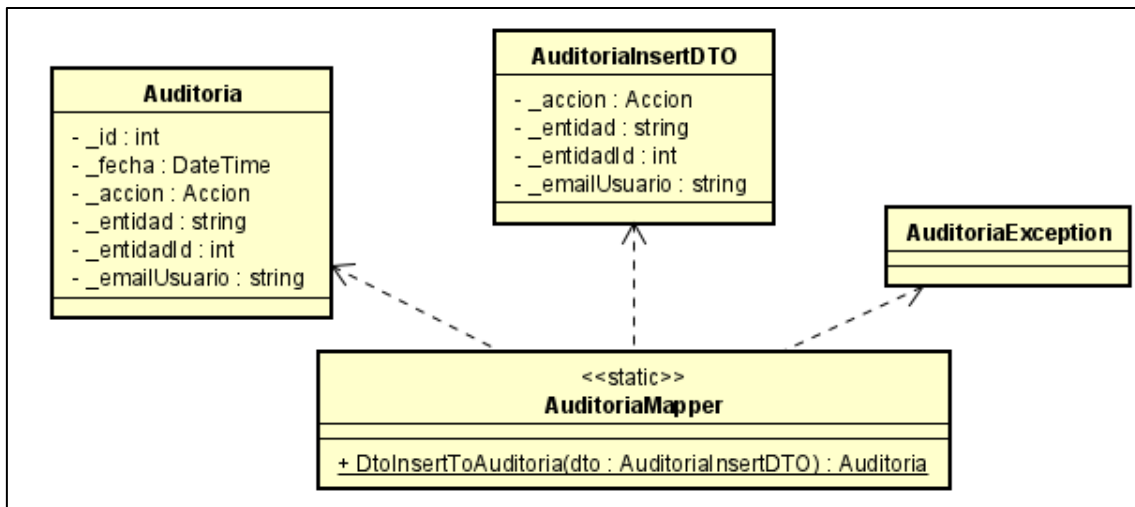 Auditoria
- _id : int
- _fecha : DateTime
- _accion : Accion
- _entidad : string
- _entidadId : int
- _emailUsuario : string
AuditoriaInsertDTO
- _accion : Accion
- _entidad : string
- _entidadId : int
- _emailUsuario : string
AuditoriaException
<<static>>
AuditoriaMapper
+ DtoInsertToAuditoria(dto : AuditoriaInsertDTO) : Auditoria